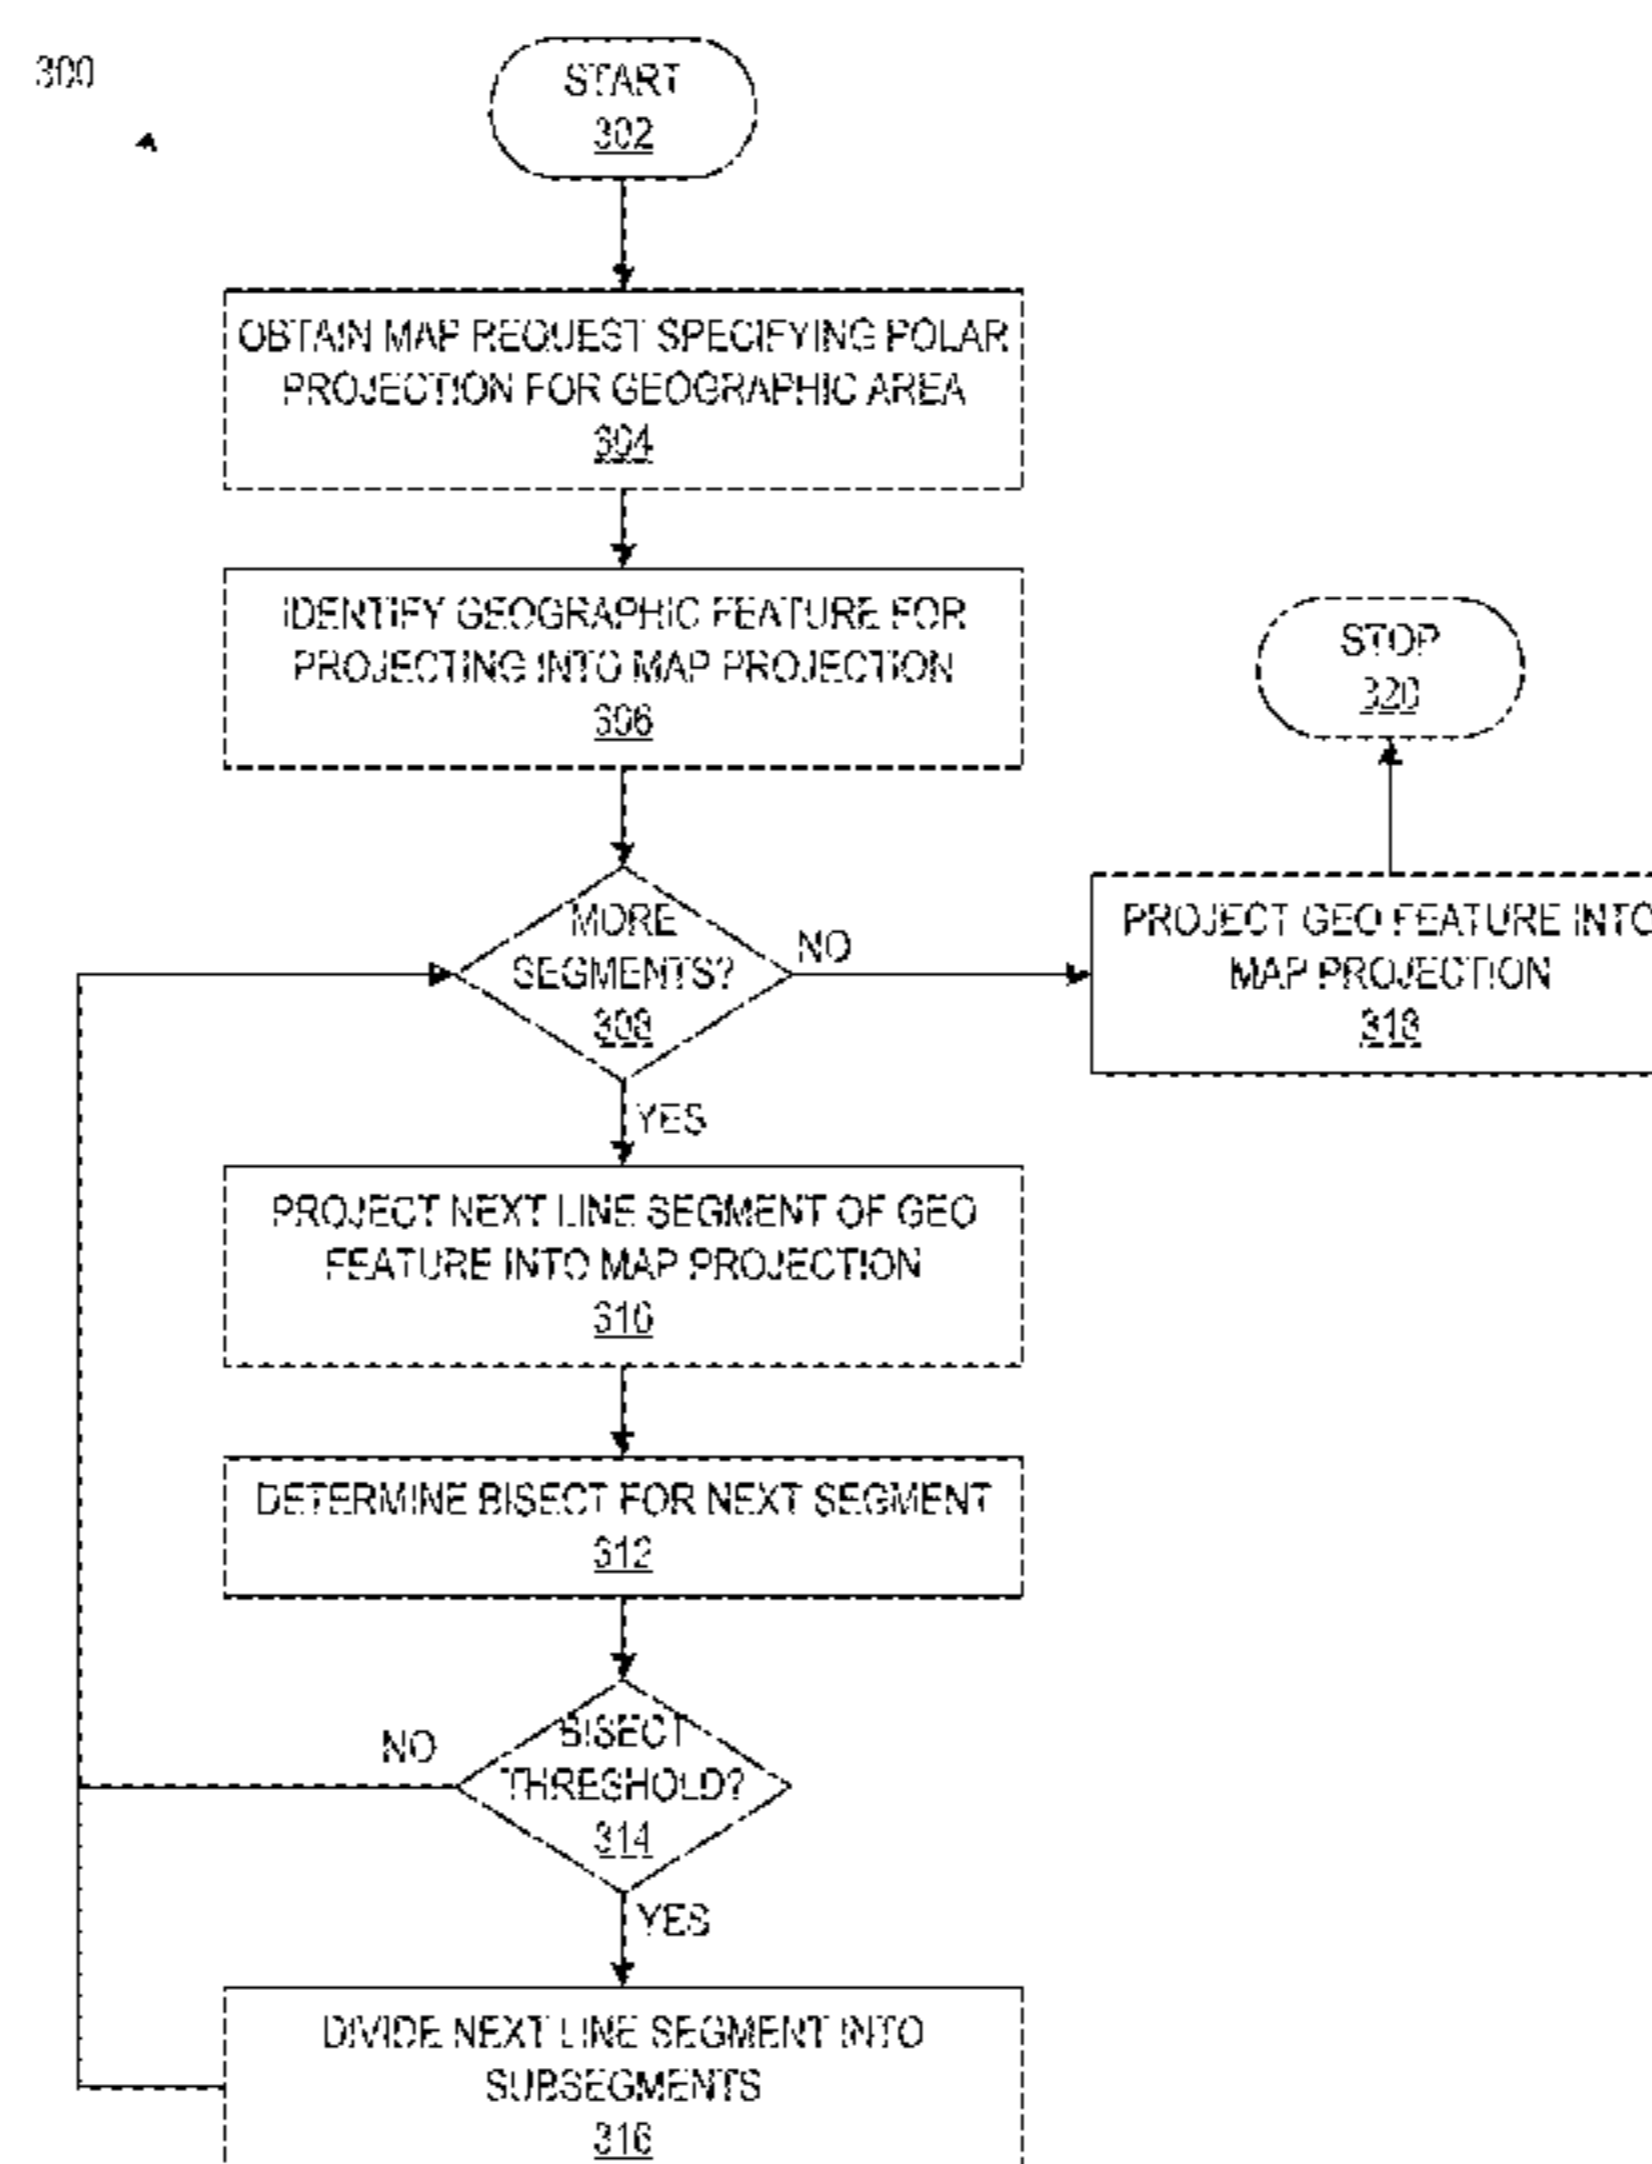 300
START
302
OBTAIN MAP REQUEST SPECIFYING POLAR
PROJECTION FOR GEOGRAPHIC AREA
304
IDENTIFY GEOGRAPHIC FEATURE FOR
PROJECTING INTO MAP PROJECTION
306
STOP
320
MORE
SEGMENTS?
308
NO
PROJECT GEO FEATURE INTO
MAP PROJECTION
318
YES
PROJECT NEXT LINE SEGMENT OF GEO
FEATURE INTO MAP PROJECTION
310
DETERMINE BISECT FOR NEXT SEGMENT
312
NO
BISECT
THRESHOLD?
314
YES
DIVIDE NEXT LINE SEGMENT INTO
SUBSEGMENTS
316